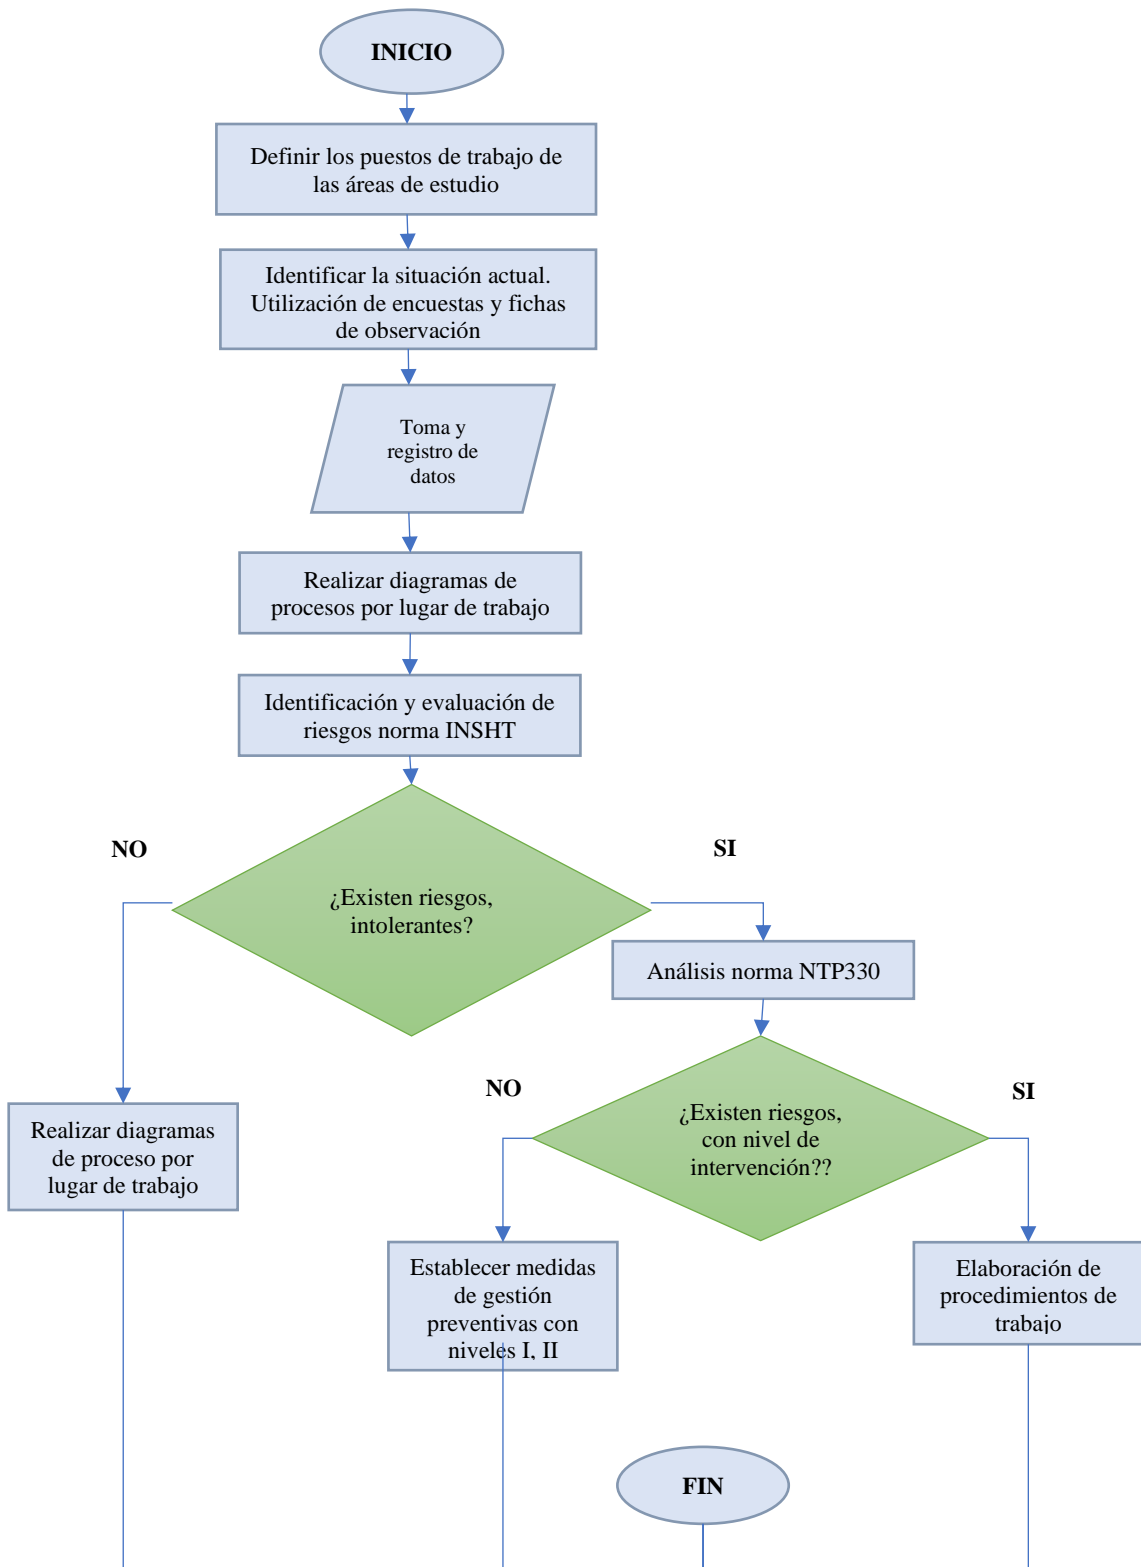 INICIO
Definir los puestos de trabajo de
las áreas de estudio
Identificar la situación actual.
Utilización de encuestas y fichas
de observación
Toma y
registro de
datos
Realizar diagramas de
procesos por lugar de trabajo
Identificación y evaluación de
riesgos norma INSHT
NO
SI
¿Existen riesgos,
intolerantes?
Análisis norma NTP330
NO
SI
¿Existen riesgos,
con nivel de
intervención??
Realizar diagramas
de proceso por
lugar de trabajo
Establecer medidas
de gestión
preventivas con
niveles I, II
Elaboración de
procedimientos de
trabajo
FIN